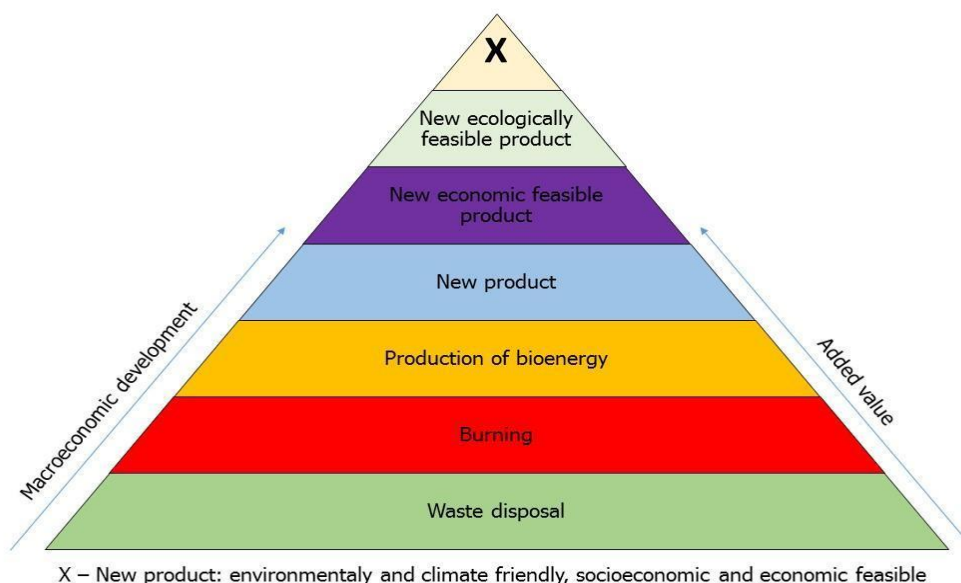 X
New ecologically
feasible product
New economic feasible
product
New product
Production of bioenergy
Burning
Waste disposal
Macroeconomic development
Added value
X – New product: environmentaly and climate friendly, socioeconomic and economic feasible